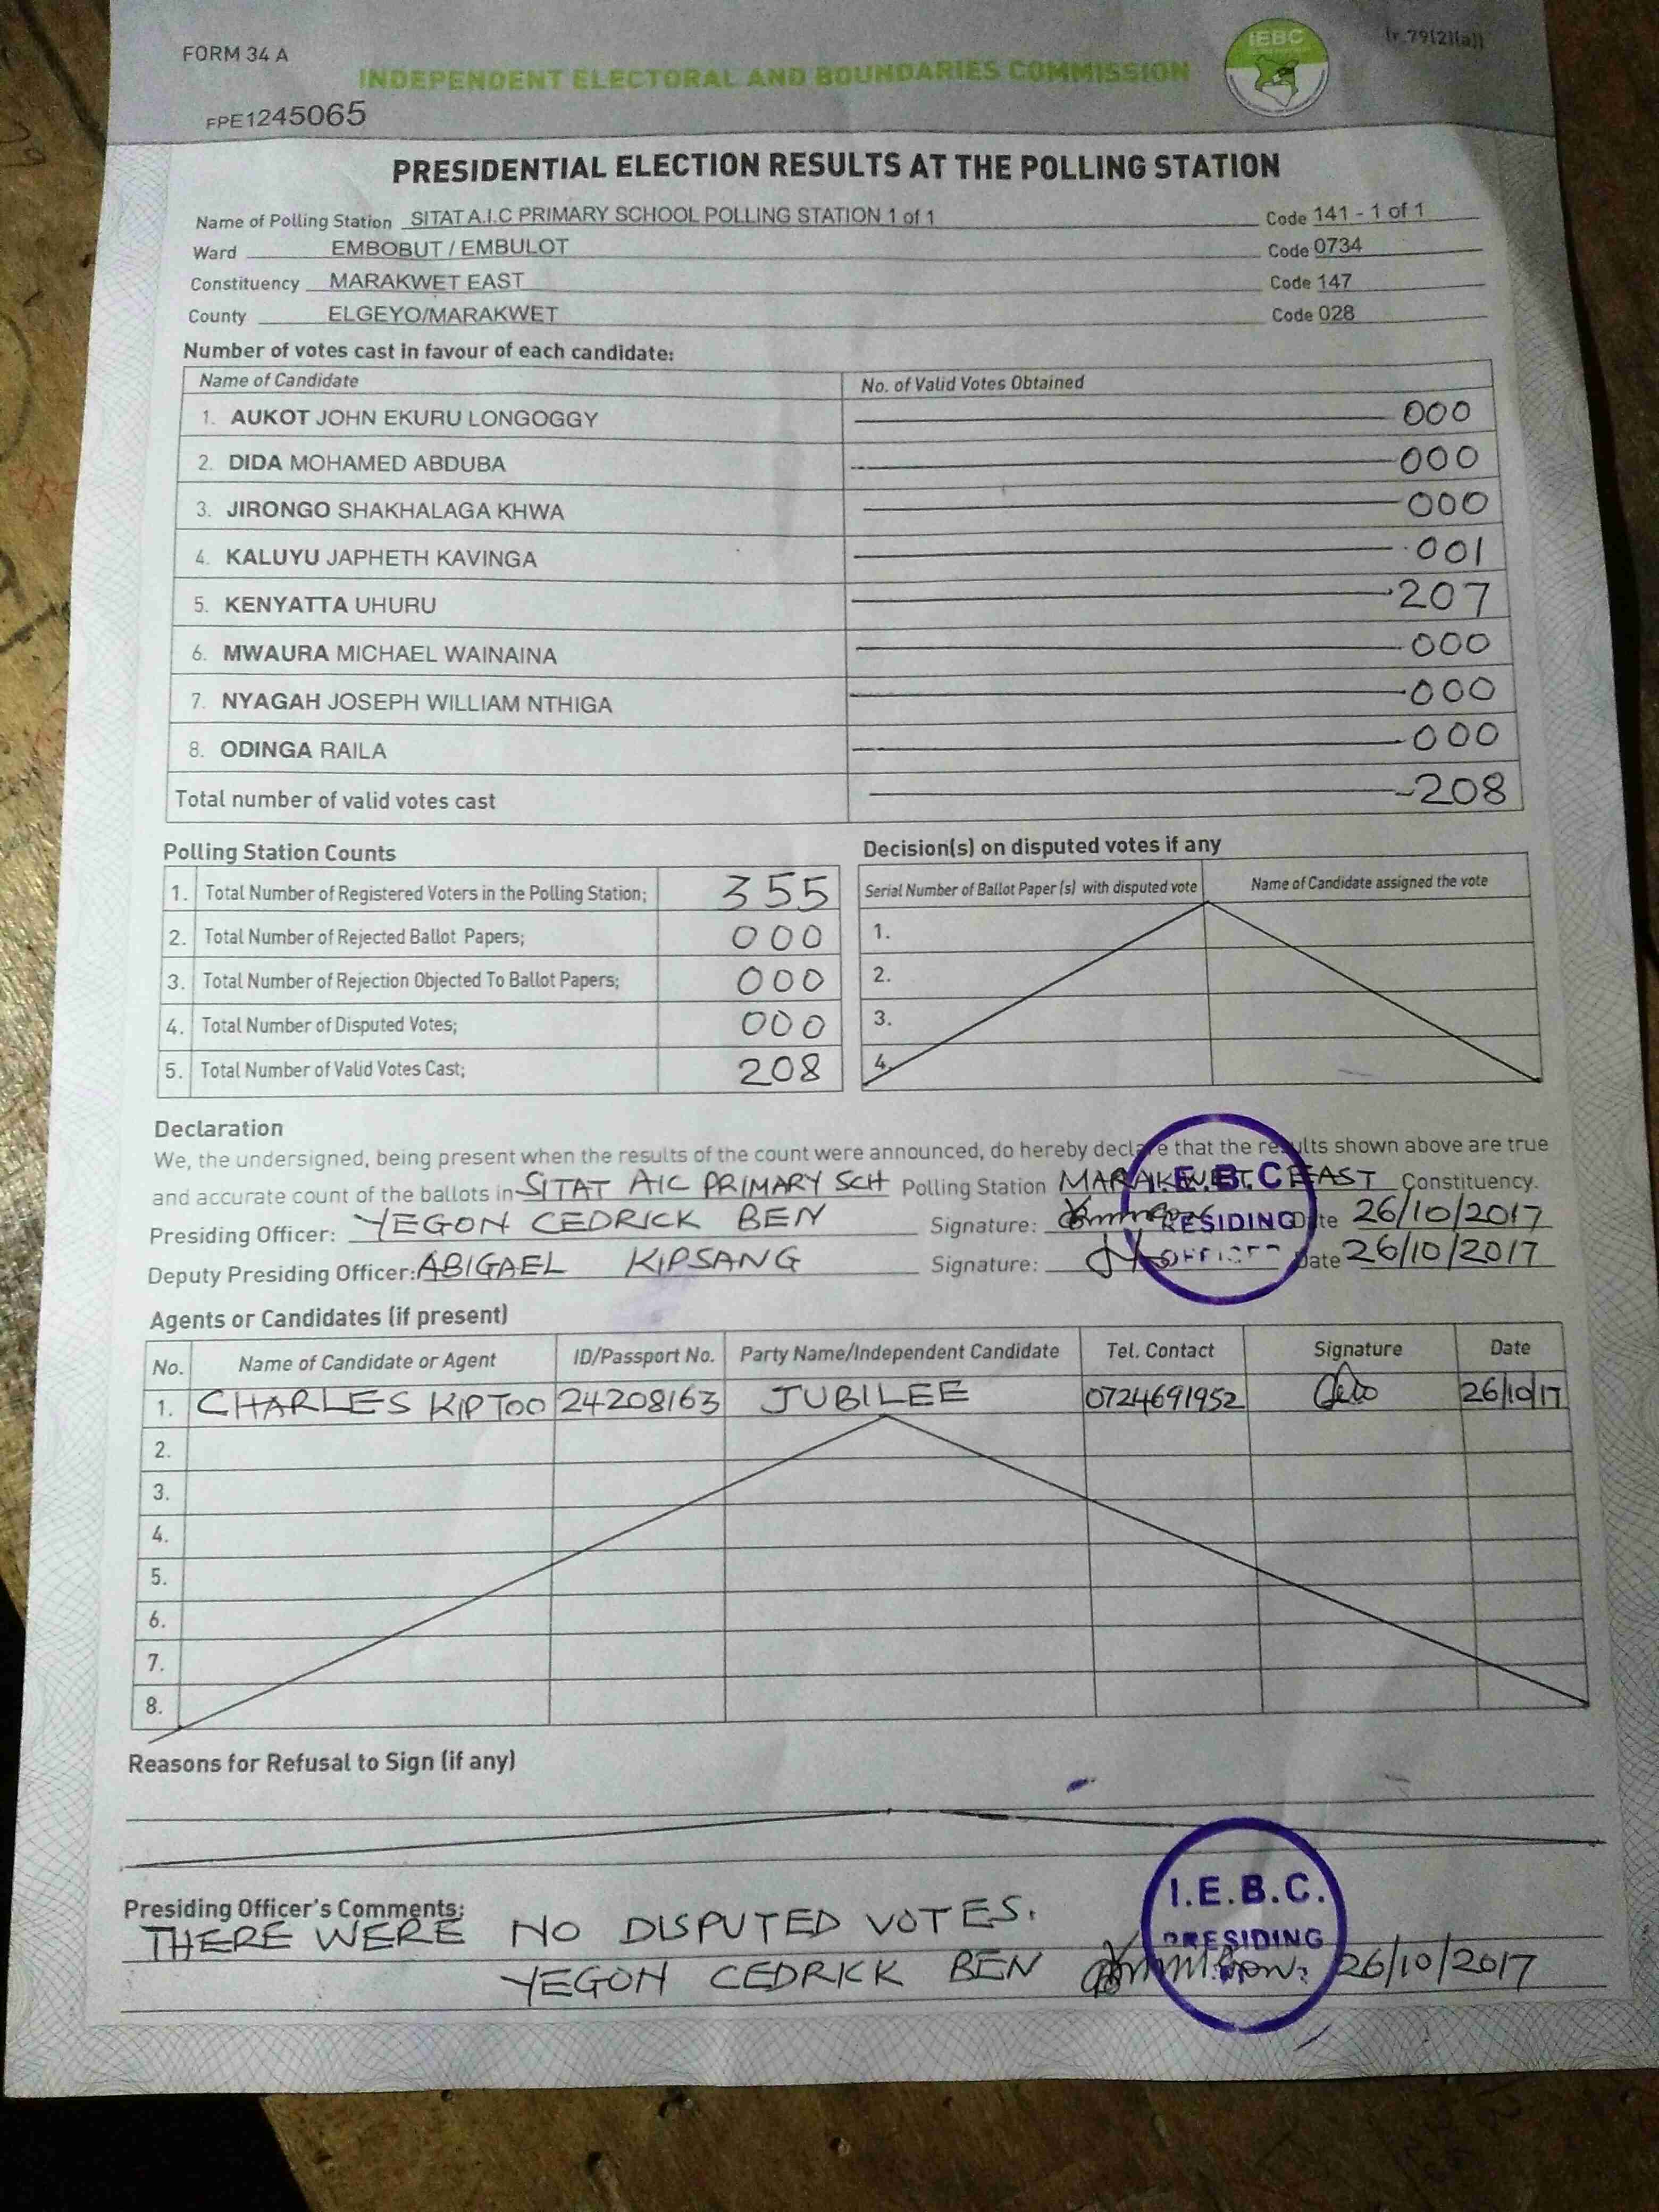 FORM 34 A
(r.79(2)(a))
INDEPENDENT ELECTORAL AND BOUNDARIES COMMISSION
IEBC
FPE1245065
PRESIDENTIAL ELECTION RESULTS AT THE POLLING STATION
Name of Polling Station SITAT A.I.C PRIMARY SCHOOL POLLING STATION 1 of 1 Code 141 - 1 of 1
Ward EMBOBUT / EMBULOT Code 0734
Constituency MARAKWET EAST Code 147
County ELGEYO/MARAKWET Code 028
Number of votes cast in favour of each candidate:
Name of Candidate No. of Valid Votes Obtained
1. AUKOT JOHN EKURU LONGOGGY 000
2. DIDA MOHAMED ABDUBA 000
3. JIRONGO SHAKHALAGA KHWA 000
4. KALUYU JAPHETH KAVINGA 001
5. KENYATTA UHURU 207
6. MWAURA MICHAEL WAINAINA 000
7. NYAGAH JOSEPH WILLIAM NTHIGA 000
8. ODINGA RAILA 000
Total number of valid votes cast 208
Polling Station Counts
1. Total Number of Registered Voters in the Polling Station; 355
2. Total Number of Rejected Ballot Papers; 000
3. Total Number of Rejection Objected To Ballot Papers; 000
4. Total Number of Disputed Votes; 000
5. Total Number of Valid Votes Cast; 208
Decision(s) on disputed votes if any
Serial Number of Ballot Paper (s) with disputed vote Name of Candidate assigned the vote
1.
2.
3.
4.
Declaration
We, the undersigned, being present when the results of the count were announced, do hereby declare that the results shown above are true
and accurate count of the ballots in SITAT AIC PRIMARY SCH Polling Station MARAKWET EAST Constituency.
Presiding Officer: YEGON CEDRICK BEN Signature: Date 26/10/2017
Deputy Presiding Officer: ABIGAEL KIPSANG Signature: Date 26/10/2017
I.E.B.C
PRESIDING
OFFICER
Agents or Candidates (if present)
No. Name of Candidate or Agent ID/Passport No. Party Name/Independent Candidate Tel. Contact Signature Date
1. CHARLES KIPTOO 24208163 JUBILEE 0724691952 26/10/17
2.
3.
4.
5.
6.
7.
8.
Reasons for Refusal to Sign (if any)
Presiding Officer's Comments:
THERE WERE NO DISPUTED VOTES.
YEGON CEDRICK BEN 26/10/2017
I.E.B.C.
PRESIDING